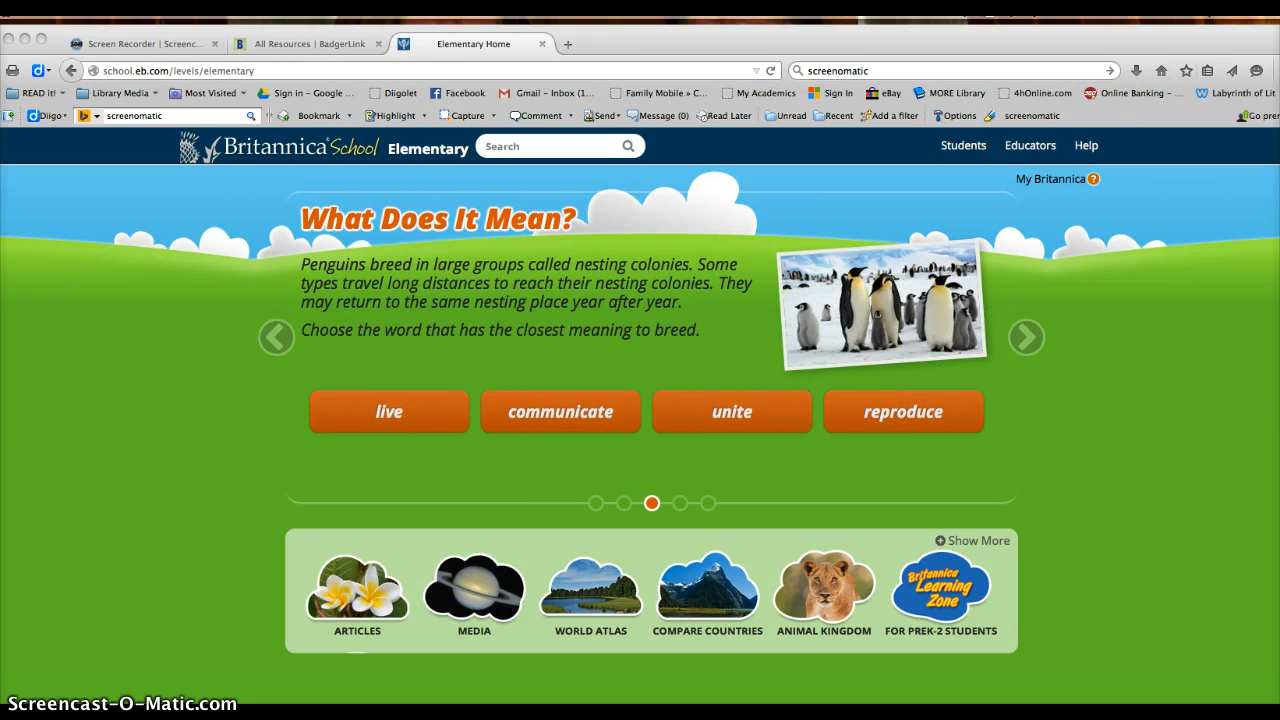 Screen Recorder | Screenc...
All Resources | BadgerLink
Elementary Home
school.eb.com/levels/elementary
screenomatic
READ it!
Library Media
Most Visited
Sign in – Google ...
Diigolet
Facebook
Gmail – Inbox (1...
Family Mobile » C...
My Academics
Sign In
eBay
MORE Library
4hOnline.com
Online Banking – ...
Labyrinth of Lit
Diigo
screenomatic
Bookmark
Highlight
Capture
Comment
Send
Message (0)
Read Later
Unread
Recent
Add a filter
Options
screenomatic
Go pre
Britannica® School Elementary
Search
Students
Educators
Help
My Britannica ?
What Does It Mean?
Penguins breed in large groups called nesting colonies. Some
types travel long distances to reach their nesting colonies. They
may return to the same nesting place year after year.
Choose the word that has the closest meaning to breed.
live
communicate
unite
reproduce
Show More
Britannica
Learning
Zone
ARTICLES
MEDIA
WORLD ATLAS
COMPARE COUNTRIES
ANIMAL KINGDOM
FOR PREK-2 STUDENTS
Screencast-O-Matic.com